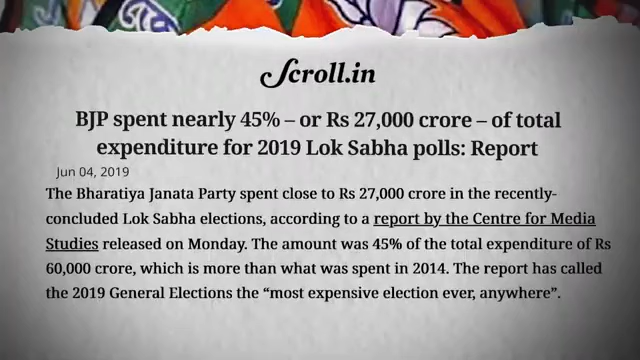 Scroll.in
BJP spent nearly 45% – or Rs 27,000 crore – of total
expenditure for 2019 Lok Sabha polls: Report
Jun 04, 2019
The Bharatiya Janata Party spent close to Rs 27,000 crore in the recently-
concluded Lok Sabha elections, according to a report by the Centre for Media
Studies released on Monday. The amount was 45% of the total expenditure of Rs
60,000 crore, which is more than what was spent in 2014. The report has called
the 2019 General Elections the “most expensive election ever, anywhere”.